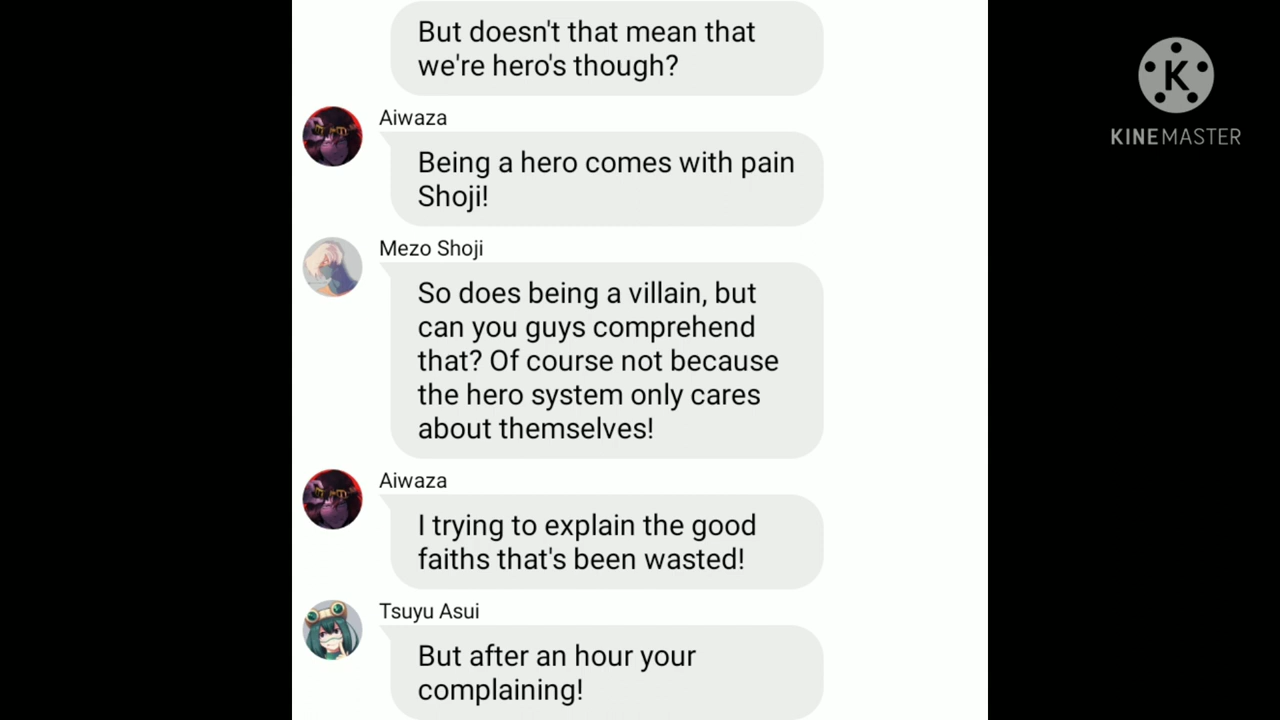 But doesn't that mean that
we're hero's though?
Aiwaza
Being a hero comes with pain
Shoji!
Mezo Shoji
So does being a villain, but
can you guys comprehend
that? Of course not because
the hero system only cares
about themselves!
Aiwaza
I trying to explain the good
faiths that's been wasted!
Tsuyu Asui
But after an hour your
complaining!
K
KINEMASTER